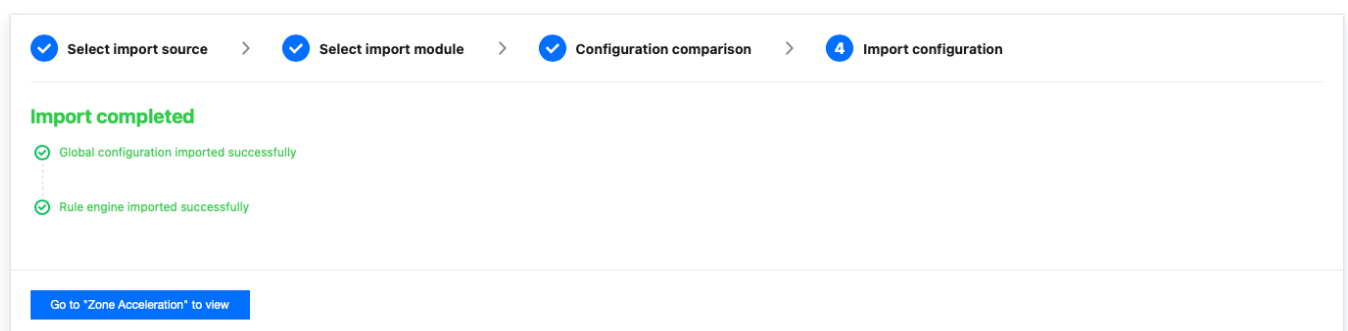 Select import source > Select import module > Configuration comparison > 4 Import configuration
Import completed
Global configuration imported successfully
Rule engine imported successfully
Go to "Zone Acceleration" to view